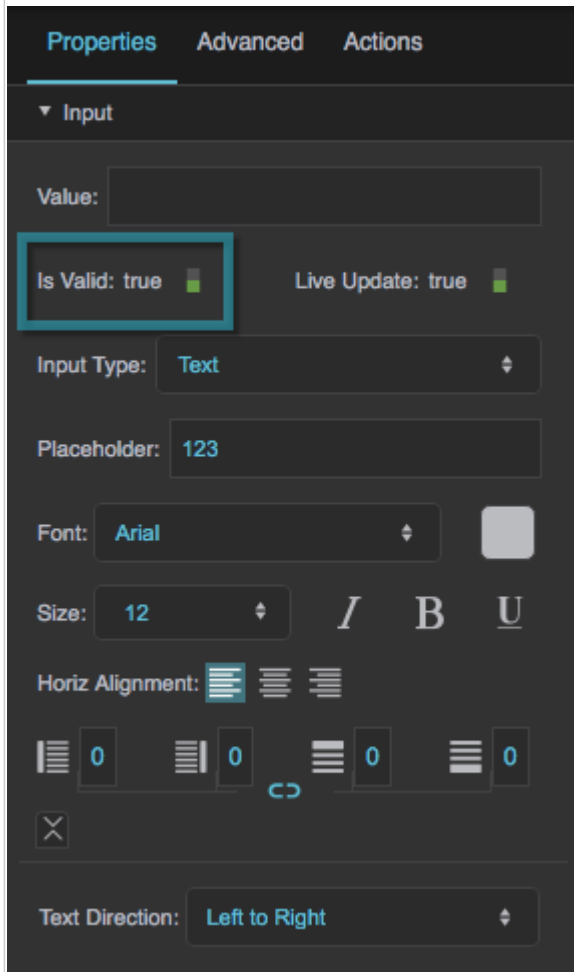 Properties Advanced Actions
Input
Value:
Is Valid: true Live Update: true
Input Type: Text
Placeholder: 123
Font: Arial
Size: 12 I B U
Horiz Alignment:
0 0 0 0
Text Direction: Left to Right